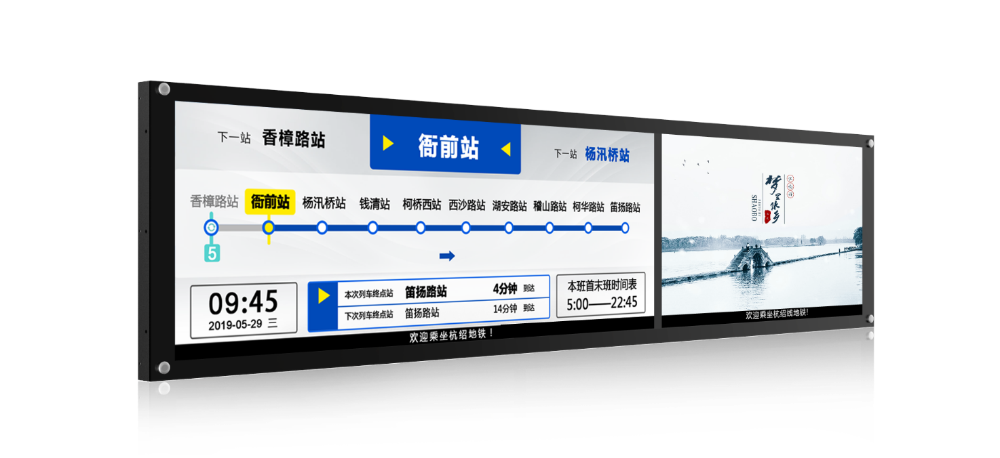 下一站 香樟路站
衙前站
下一站 杨汛桥站
香樟路站 衙前站 杨汛桥站 钱清站 柯桥西站 西沙路站 湖安路站 稽山路站 柯华路站 笛扬路站
5
09:45
2019-05-29 三
本次列车终点站 笛扬路站 4分钟 到达
下次列车终点站 笛扬路站 14分钟 到达
本班首末班时间表
5:00——22:45
欢迎乘坐杭绍地铁！
梦里水乡
SHAOBO
欢迎乘坐杭绍线地铁!